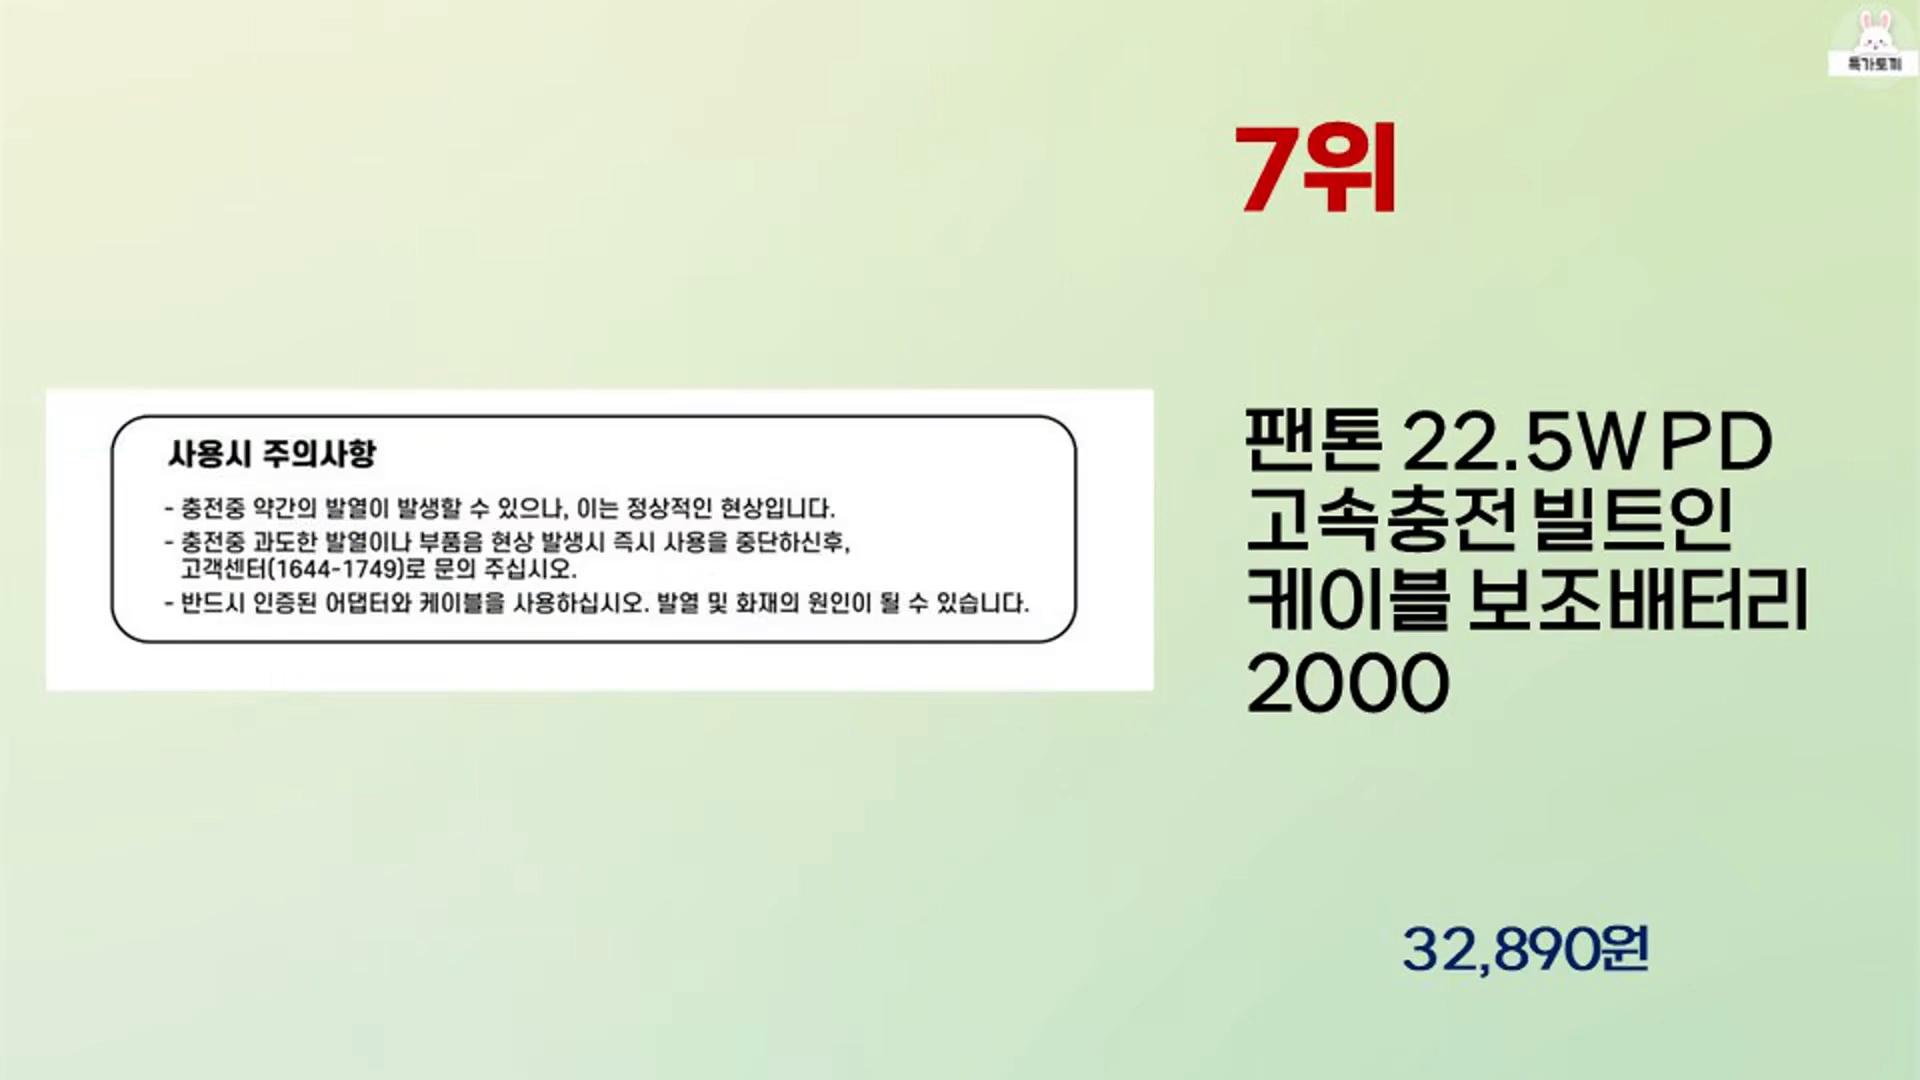 특가토끼
7위
사용시 주의사항
- 충전중 약간의 발열이 발생할 수 있으나, 이는 정상적인 현상입니다.
- 충전중 과도한 발열이나 부품음 현상 발생시 즉시 사용을 중단하신후,
고객센터(1644-1749)로 문의 주십시오.
- 반드시 인증된 어댑터와 케이블을 사용하십시오. 발열 및 화재의 원인이 될 수 있습니다.
팬톤 22.5W PD
고속충전 빌트인
케이블 보조배터리
2000
32,890원